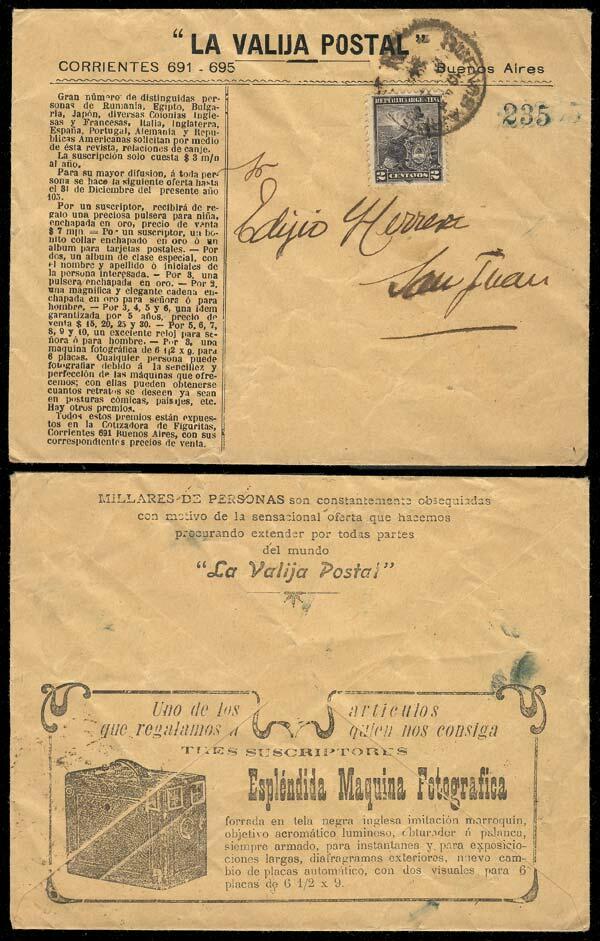 "LA VALIJA POSTAL"
CORRIENTES 691 - 695
Buenos Aires
BUENOS A
REPUBLICA ARGENTINA
2 CENTAVOS 2
235
Gran número de distinguidas per-
sonas de Rumania, Egipto, Bulga-
ria, Japón, diversas Colonias Ingle-
sas y Francesas, Italia, Inglaterra,
España, Portugal, Alemania y Repú-
blicas Americanas solicitan por medio
de ésta revista, relaciones de canje.
La suscripción solo cuesta $ 3 m/n
al año.
Para su mayor difusion, á toda per-
sona se hace la siguiente oferta hasta
el 31 de Diciembre del presente año
105.
Por un suscriptor, recibirá de re-
galo una preciosa pulsera para niña,
enchapada en oro, precio de venta
$ 7 m/n = Por un suscriptor, un bo-
nito collar enchapado en oro ó un
album para tarjetas postales. — Por
dos, un album de clase especial, con
el nombre y apellido ó iniciales de
la persona interesada. — Por 3, una
pulsera enchapada en oro. — Por 2,
una magnífica y elegante cadena en-
chapada en oro para señora ó para
hombre. — Por 3, 4, 5 y 6, una idem
garantizada por 5 años, precio de
venta $ 15, 20, 25 y 30. — Por 5, 6, 7,
8, 9 y 10, un excelente reloj para se-
ñora ó para hombre. — Por 3, una
maquina fotográfica de 6 1/2 x 9. para
6 placas. Cualquier persona puede
fotografiar debido á la sencillez y
perfección de las máquinas que ofre-
cemos; con ellas pueden obtenerse
cuantos retratos se deseen ya sean
en posturas cómicas, paisajes, etc.
Hay otros premios.
Todos estos premios están expues-
tos en la Cotizadora de Figuritas,
Corrientes 691 Buenos Aires, con sus
correspondientes precios de venta.
Edijio Herrera
San Juan
MILLARES DE PERSONAS son constantemente obsequiadas
con motivo de la sensacional oferta que hacemos
procurando extender por todas partes
del mundo
"La Valija Postal"
Uno de los artículos
que regalamos á quien nos consiga
TRES SUSCRIPTORES
Espléndida Maquina Fotografica
forrada en tela negra inglesa imitación marroquin,
objetivo acromático luminoso, obturador á palanca,
siempre armado, para instantanea y para exposicio-
ciones largas, diafragramas exteriores, nuevo cam-
bio de placas automático, con dos visuales para 6
placas de 6 1/2 x 9.